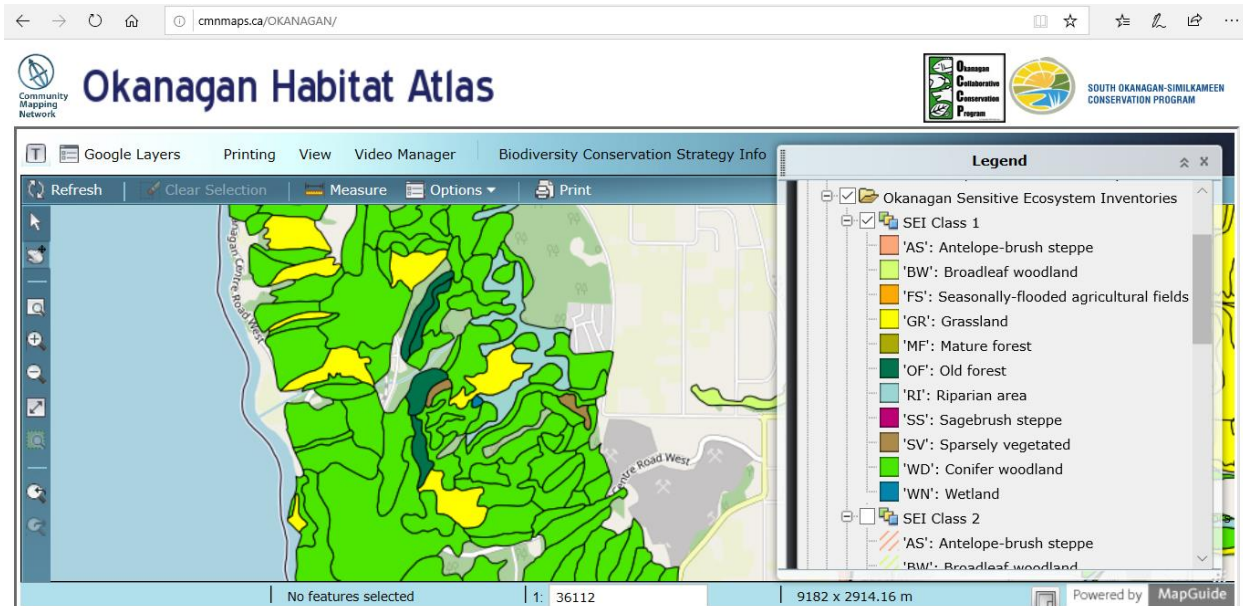 cmnmaps.ca/OKANAGAN/
Community
Mapping
Network
Okanagan Habitat Atlas
Okanagan
Collaborative
Conservation
Program
SOUTH OKANAGAN-SIMILKAMEEN
CONSERVATION PROGRAM
T Google Layers Printing View Video Manager Biodiversity Conservation Strategy Info
Refresh Clear Selection Measure Options Print
Legend
Okanagan Sensitive Ecosystem Inventories
SEI Class 1
'AS': Antelope-brush steppe
'BW': Broadleaf woodland
'FS': Seasonally-flooded agricultural fields
'GR': Grassland
'MF': Mature forest
'OF': Old forest
'RI': Riparian area
'SS': Sagebrush steppe
'SV': Sparsely vegetated
'WD': Conifer woodland
'WN': Wetland
SEI Class 2
'AS': Antelope-brush steppe
'BW': Broadleaf woodland
Centre Road West
Centre Road West
No features selected 1: 36112 9182 x 2914.16 m Powered by MapGuide